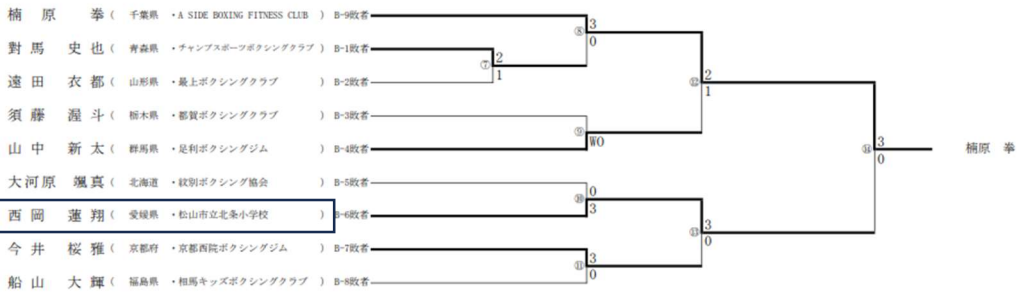 楠原 拳 ( 千葉県 ・A SIDE BOXING FITNESS CLUB ) B-9敗者
對馬 史也 ( 青森県 ・チャンプスポーツボクシングクラブ ) B-1敗者
遠田 衣都 ( 山形県 ・最上ボクシングクラブ ) B-2敗者
須藤 渥斗 ( 栃木県 ・都賀ボクシングクラブ ) B-3敗者
山中 新太 ( 群馬県 ・足利ボクシングジム ) B-4敗者
大河原 颯真 ( 北海道 ・紋別ボクシング協会 ) B-5敗者
西岡 蓮翔 ( 愛媛県 ・松山市立北条小学校 ) B-6敗者
今井 桜雅 ( 京都府 ・京都西院ボクシングジム ) B-7敗者
船山 大輝 ( 福島県 ・相馬キッズボクシングクラブ ) B-8敗者
⑧ 3 0
⑦ 2 1
⑨ WO
⑩ 0 3
⑪ 3 0
⑫ 2 1
⑬ 3 0
⑭ 3 0
楠原 拳